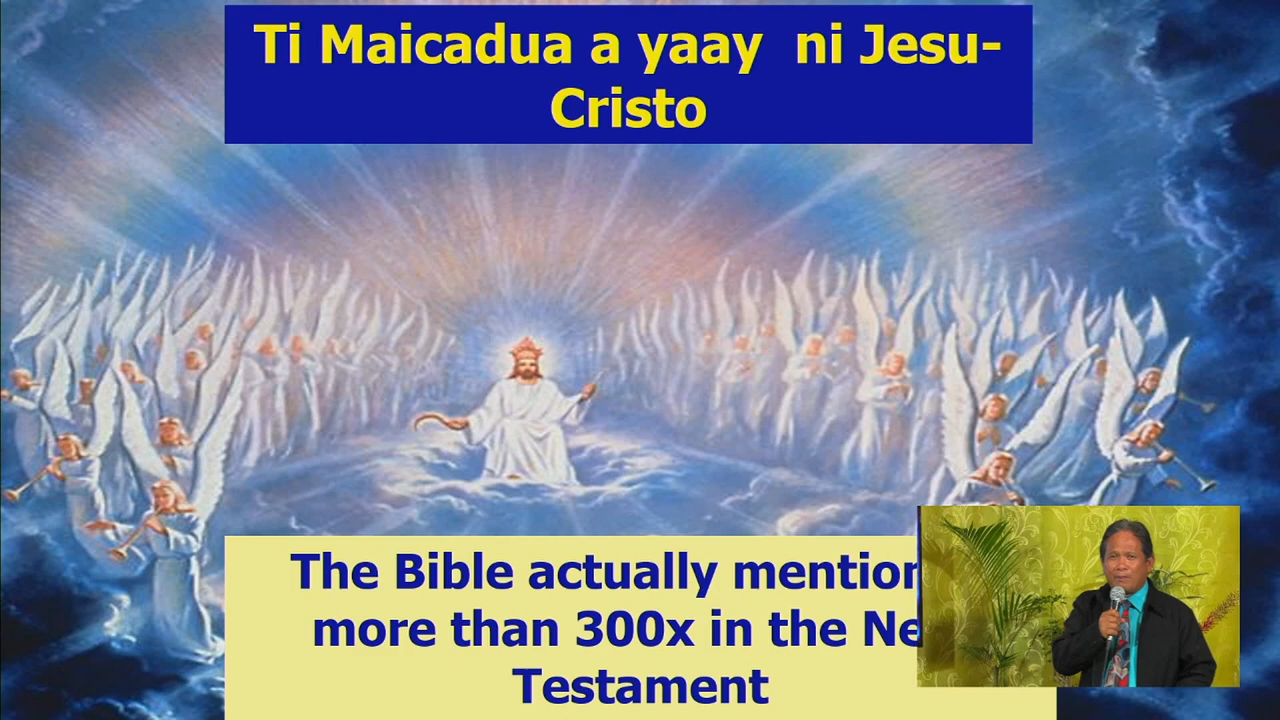 Ti Maicadua a yaay ni Jesu-
Cristo
The Bible actually mention
more than 300x in the Ne
Testament